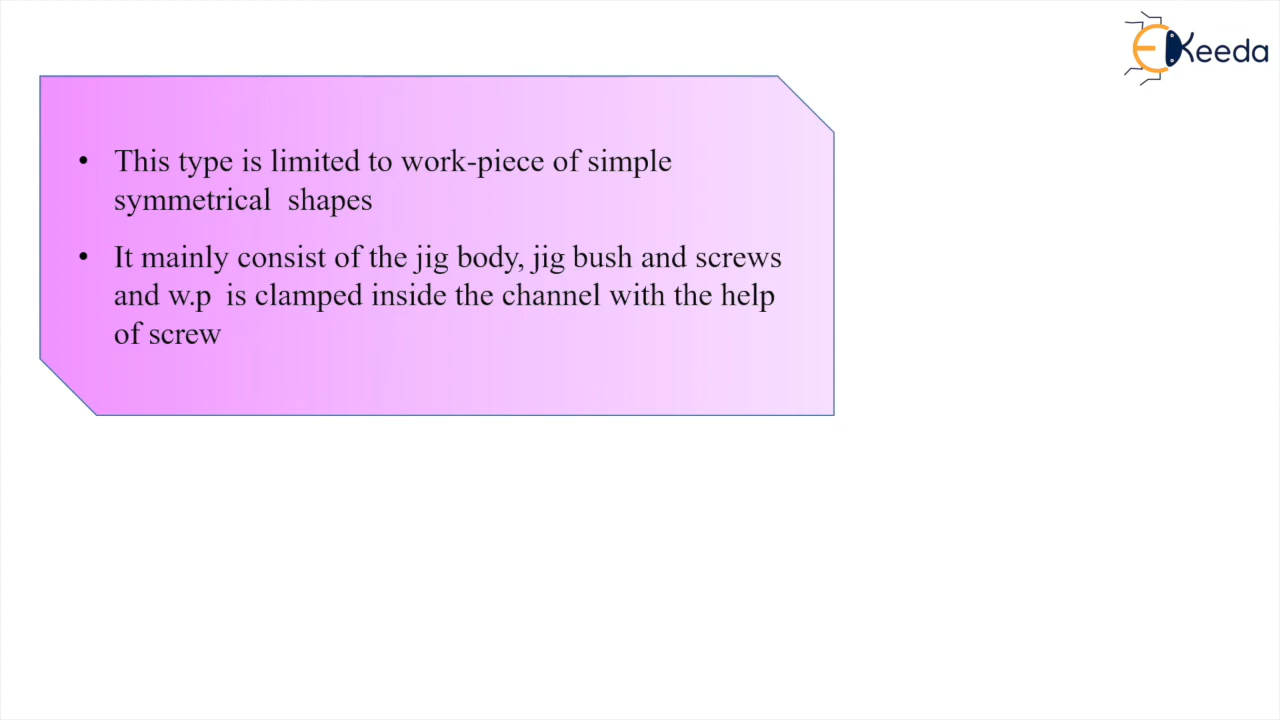 EKeeda
• This type is limited to work-piece of simple
symmetrical  shapes
• It mainly consist of the jig body, jig bush and screws
and w.p  is clamped inside the channel with the help
of screw